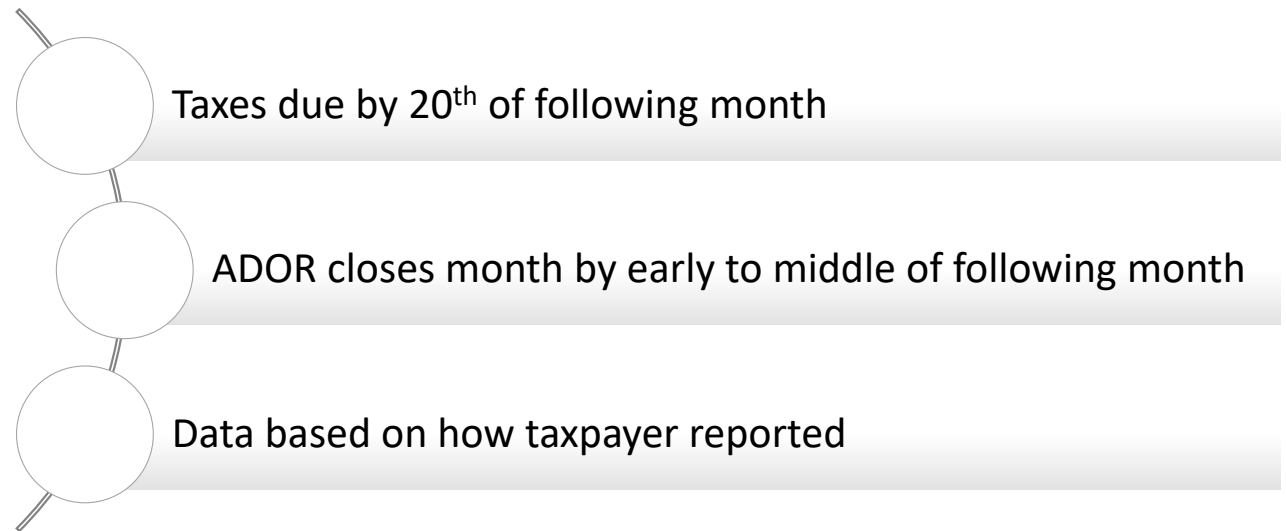 Taxes due by 20th of following month
ADOR closes month by early to middle of following month
Data based on how taxpayer reported